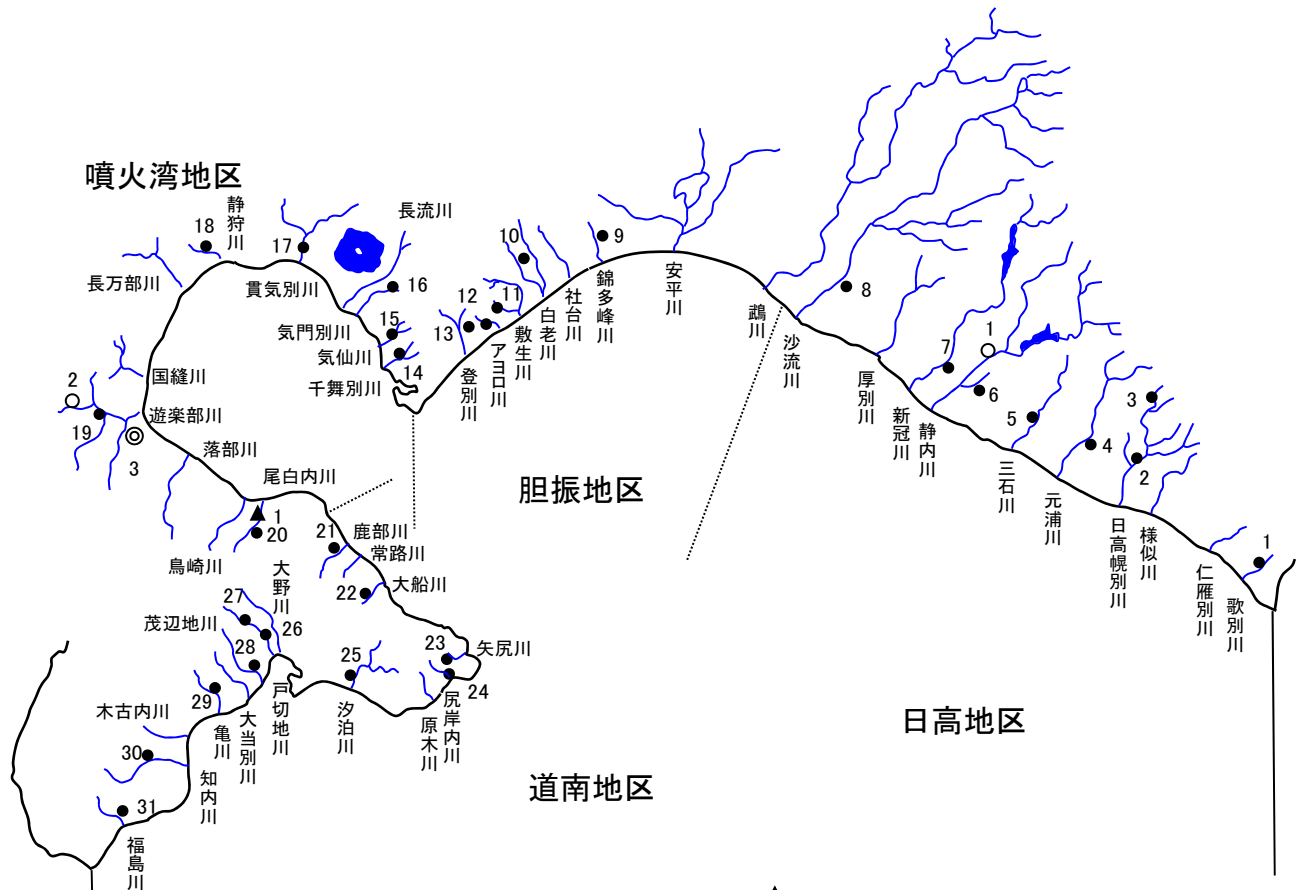 噴火湾地区
静狩川
18
17
長流川
長万部川
貫気別川
16
気門別川
15
気仙川
14
千舞別川
12
13
11
10
9
登別川
アヨロ川
敷生川
白老川
社台川
錦多峰川
安平川
鵡川
沙流川
8
厚別川
新冠川
静内川
7
1
6
5
三石川
4
元浦川
3
2
日高幌別川
様似川
仁雁別川
歌別川
1
国縫川
2
遊楽部川
19
3
落部川
尾白内川
1
20
鳥崎川
胆振地区
21
鹿部川
常路川
22
大船川
大野川
27
茂辺地川
26
28
25
23
矢尻川
24
29
戸切地川
汐泊川
原木川
尻岸内川
木古内川
亀川
大当別川
30
知内川
31
福島川
道南地区
日高地区